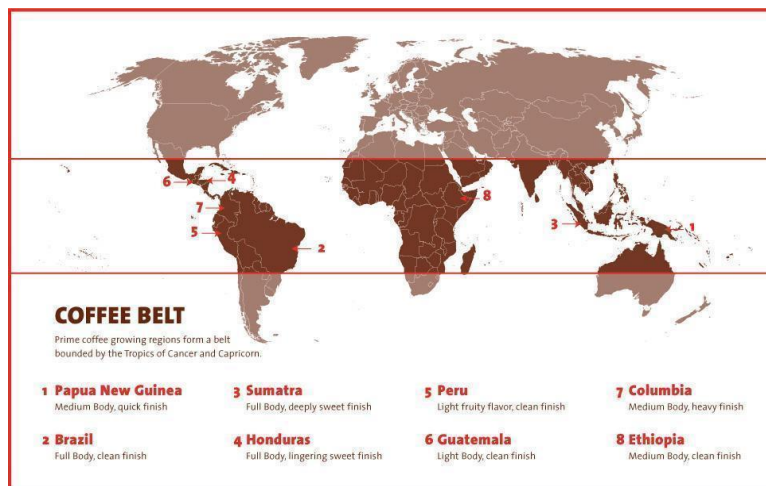 6
4
7
8
5
3
1
2
COFFEE BELT
Prime coffee growing regions form a belt
bounded by the Tropics of Cancer and Capricorn.
1 Papua New Guinea
Medium Body, quick finish
3 Sumatra
Full Body, deeply sweet finish
5 Peru
Light fruity flavor, clean finish
7 Columbia
Medium Body, heavy finish
2 Brazil
Full Body, clean finish
4 Honduras
Full Body, lingering sweet finish
6 Guatemala
Light Body, clean finish
8 Ethiopia
Medium Body, clean finish